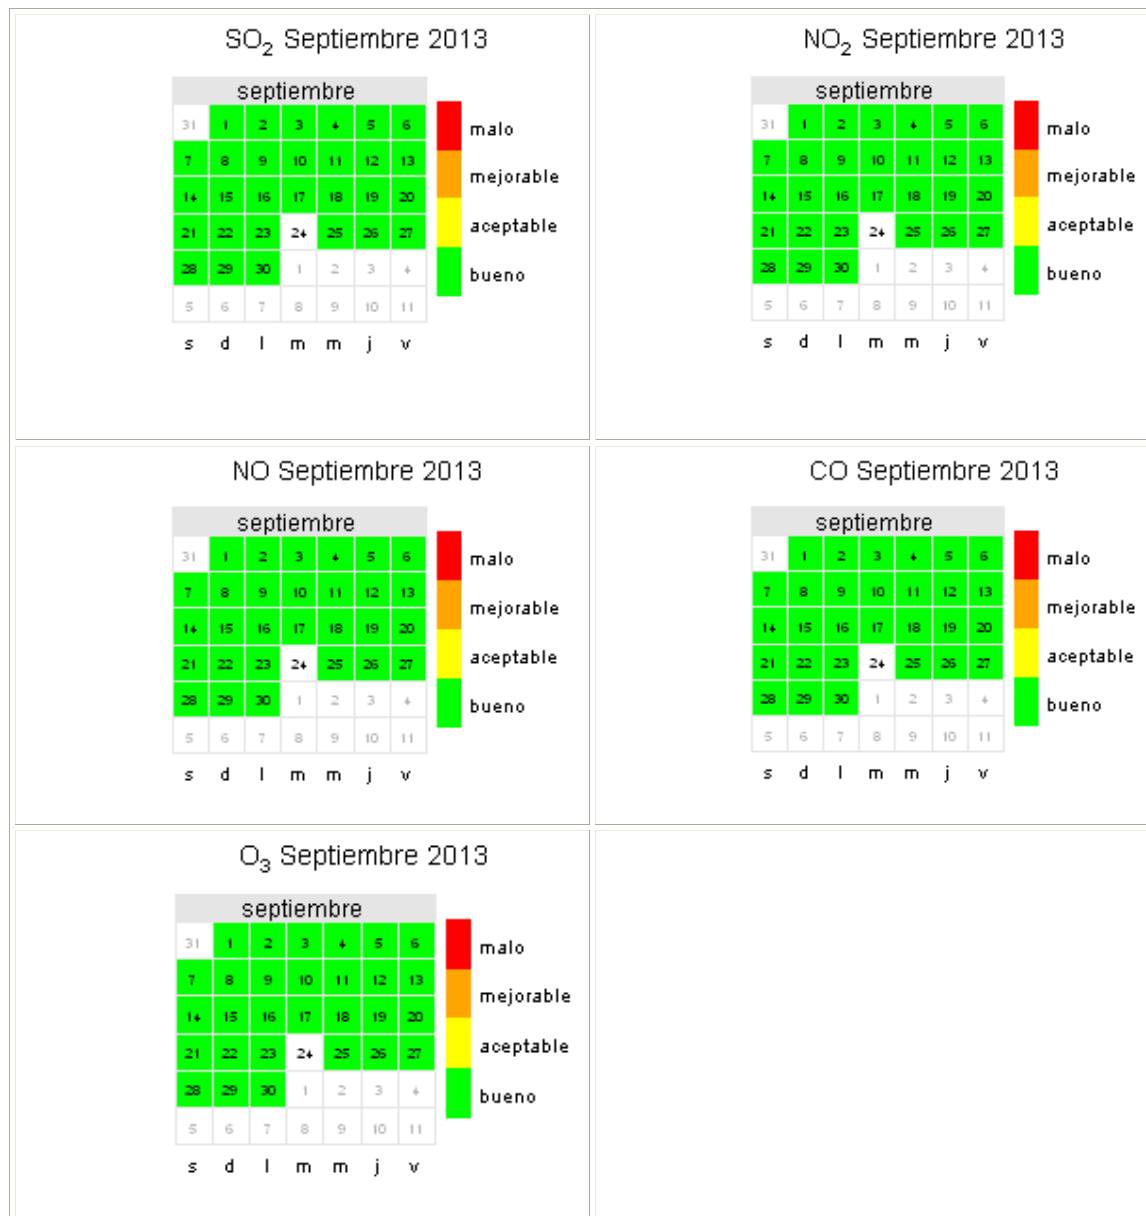 SO₂ Septiembre 2013
septiembre
31 1 2 3 4 5 6
7 8 9 10 11 12 13
14 15 16 17 18 19 20
21 22 23 24 25 26 27
28 29 30 1 2 3 4
5 6 7 8 9 10 11
s d l m m j v
malo
mejorable
aceptable
bueno
NO₂ Septiembre 2013
septiembre
31 1 2 3 4 5 6
7 8 9 10 11 12 13
14 15 16 17 18 19 20
21 22 23 24 25 26 27
28 29 30 1 2 3 4
5 6 7 8 9 10 11
s d l m m j v
malo
mejorable
aceptable
bueno
NO Septiembre 2013
septiembre
31 1 2 3 4 5 6
7 8 9 10 11 12 13
14 15 16 17 18 19 20
21 22 23 24 25 26 27
28 29 30 1 2 3 4
5 6 7 8 9 10 11
s d l m m j v
malo
mejorable
aceptable
bueno
CO Septiembre 2013
septiembre
31 1 2 3 4 5 6
7 8 9 10 11 12 13
14 15 16 17 18 19 20
21 22 23 24 25 26 27
28 29 30 1 2 3 4
5 6 7 8 9 10 11
s d l m m j v
malo
mejorable
aceptable
bueno
O₃ Septiembre 2013
septiembre
31 1 2 3 4 5 6
7 8 9 10 11 12 13
14 15 16 17 18 19 20
21 22 23 24 25 26 27
28 29 30 1 2 3 4
5 6 7 8 9 10 11
s d l m m j v
malo
mejorable
aceptable
bueno